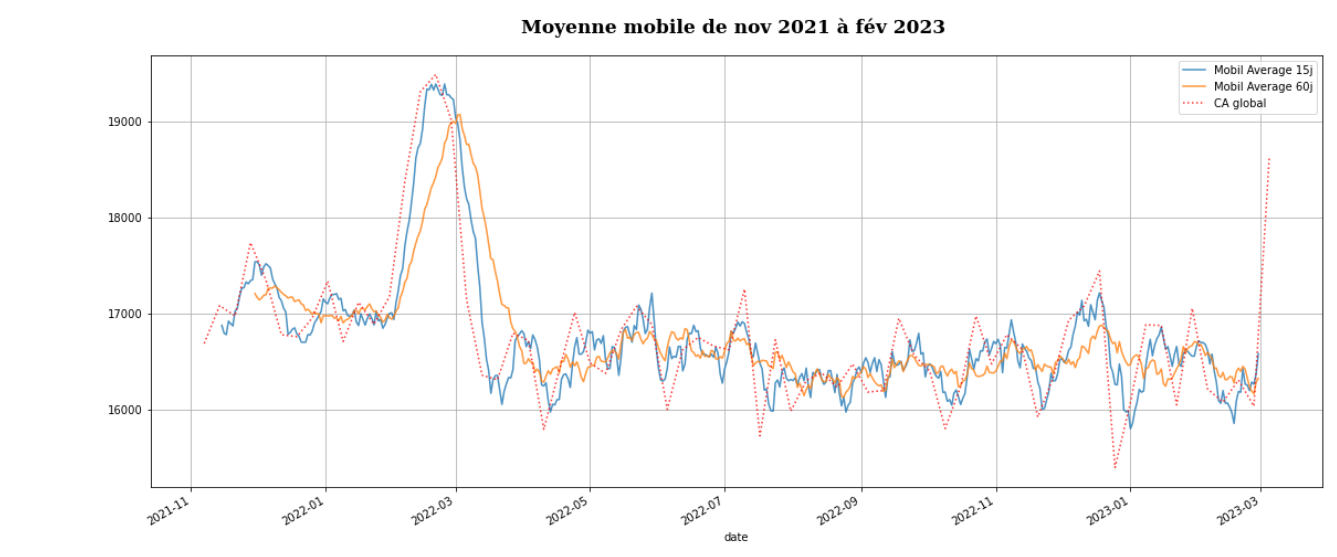 Moyenne mobile de nov 2021 à fév 2023
Mobil Average 15j
Mobil Average 60j
CA global
19000
18000
17000
16000
2021-11
2022-01
2022-03
2022-05
2022-07
2022-09
2022-11
2023-01
2023-03
date